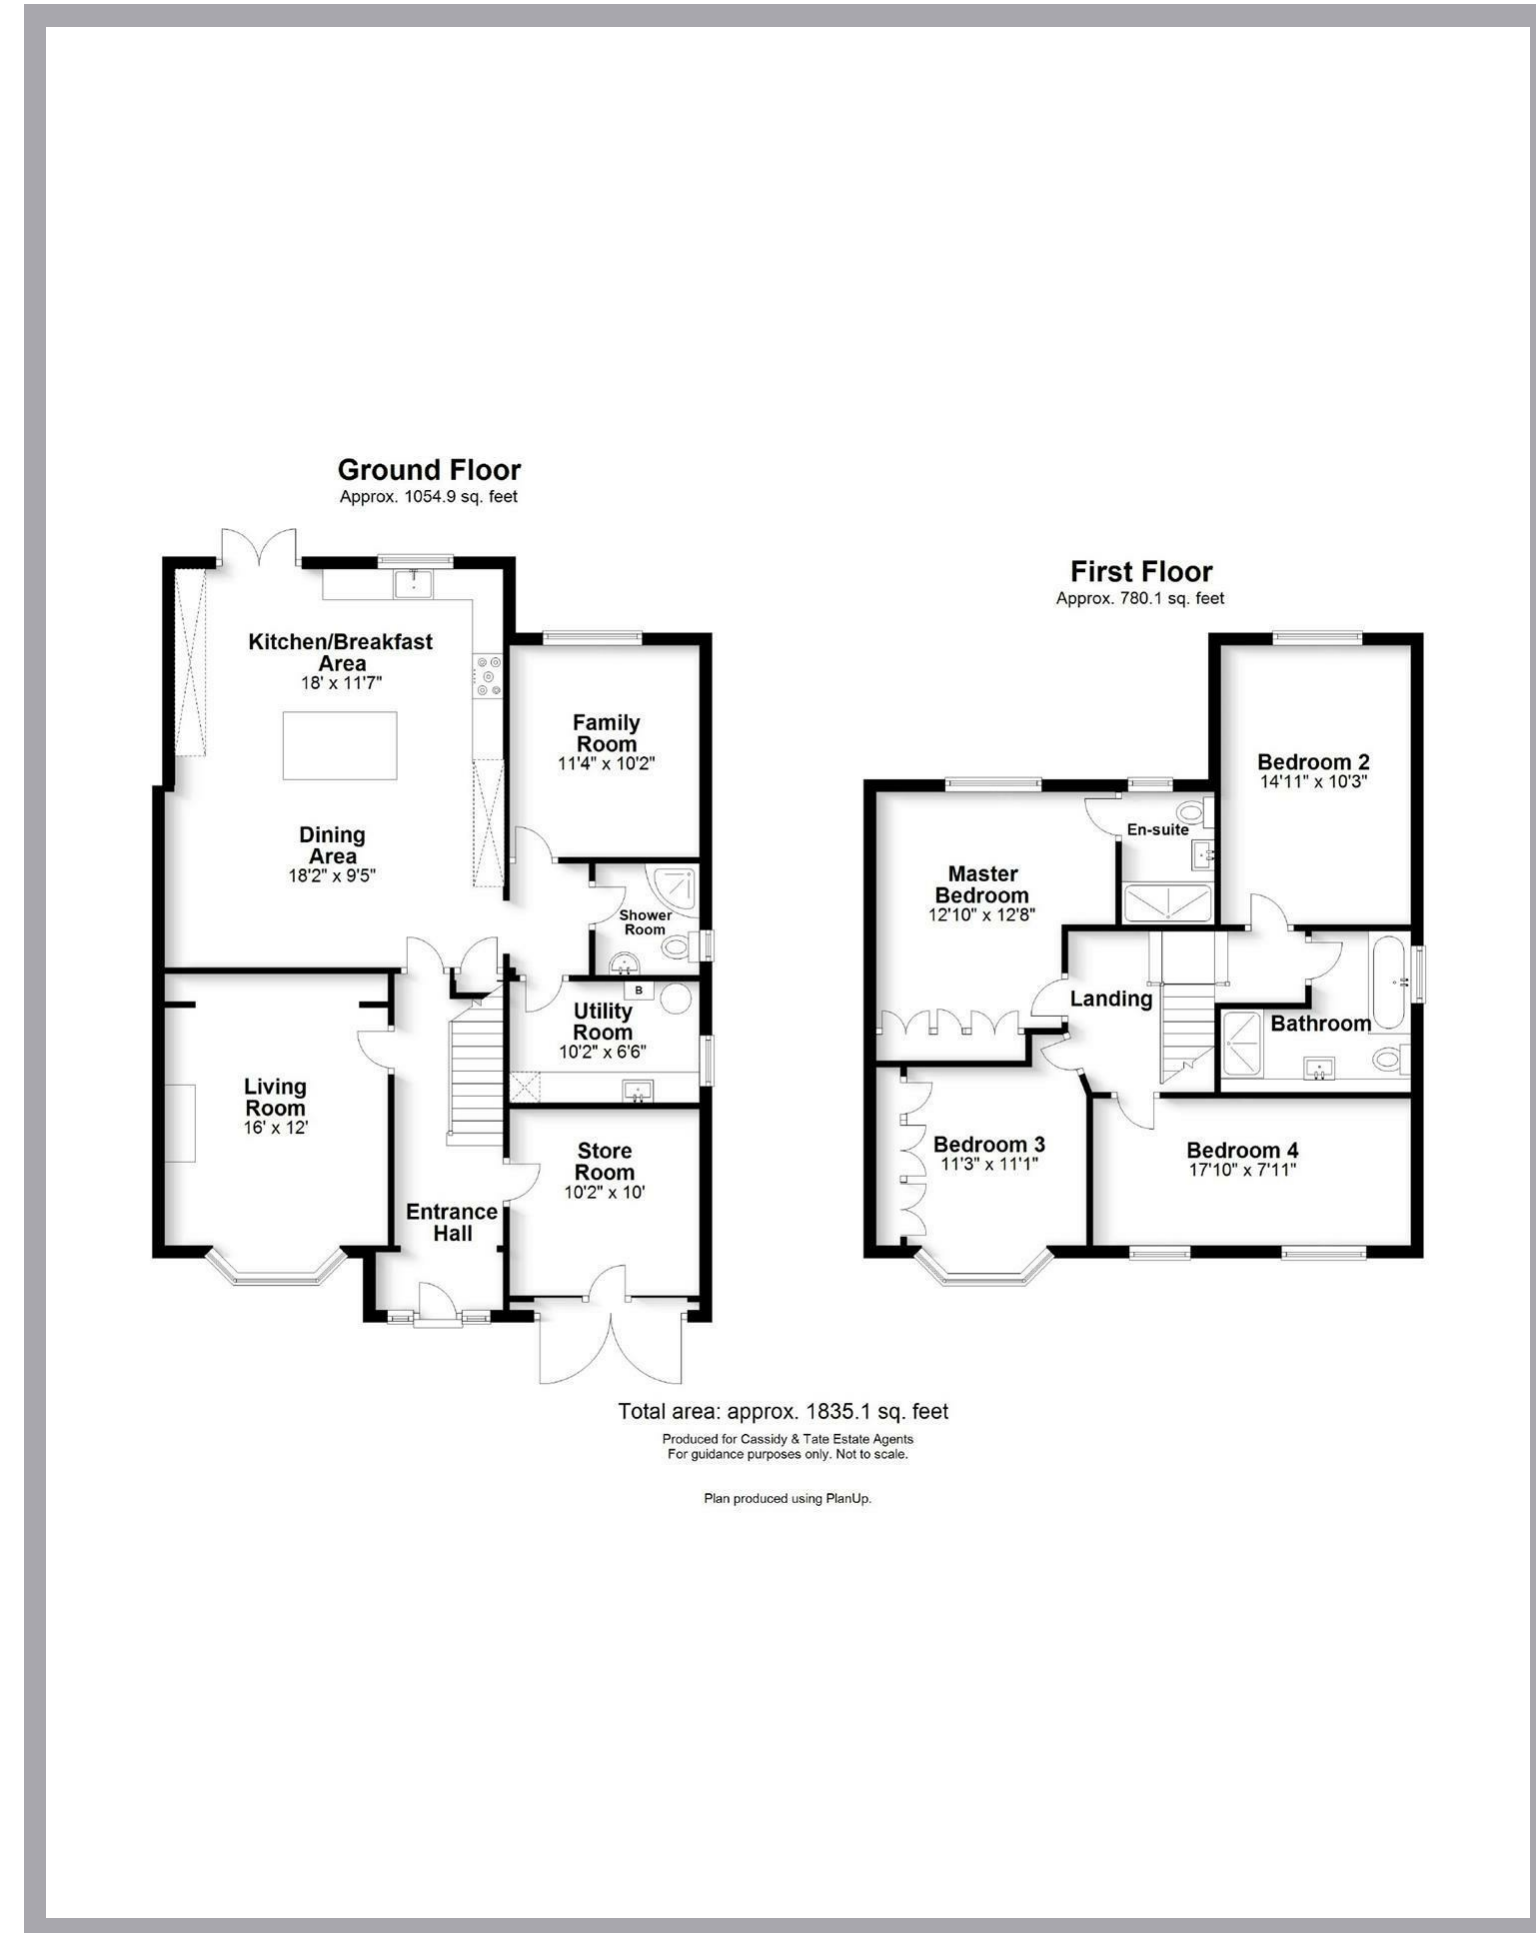 Ground Floor
Approx. 1054.9 sq. feet
Kitchen/Breakfast
Area
18' x 11'7"
Family
Room
11'4" x 10'2"
Dining
Area
18'2" x 9'5"
Shower
Room
B
Utility
Room
10'2" x 6'6"
Living
Room
16' x 12'
Store
Room
10'2" x 10'
Entrance
Hall
First Floor
Approx. 780.1 sq. feet
Bedroom 2
14'11" x 10'3"
En-suite
Master
Bedroom
12'10" x 12'8"
Landing
Bathroom
Bedroom 3
11'3" x 11'1"
Bedroom 4
17'10" x 7'11"
Total area: approx. 1835.1 sq. feet
Produced for Cassidy & Tate Estate Agents
For guidance purposes only. Not to scale.
Plan produced using PlanUp.